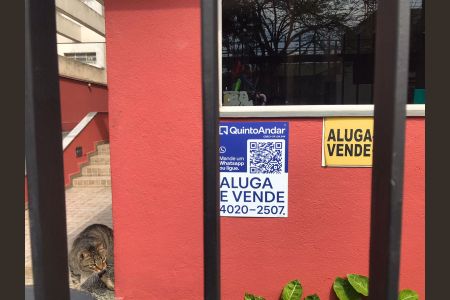 QuintoAndar
Mande um
Whatsapp
ou ligue.
ALUGA
E VENDE
4020-2507.
ALUGA
VENDE